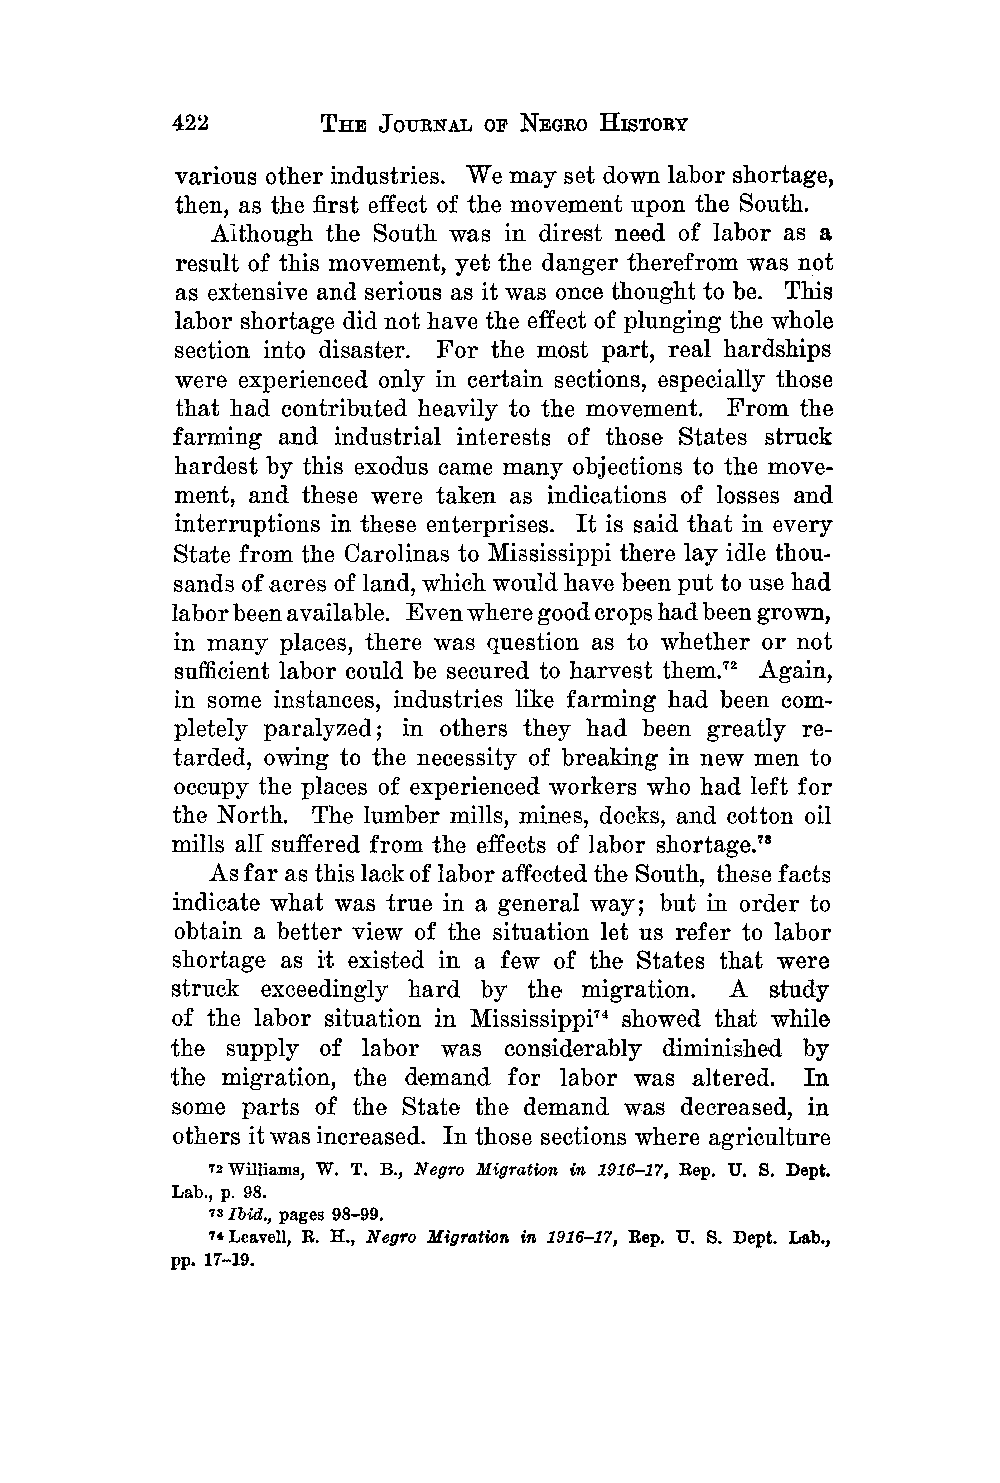 422 THE JOURNAL OF NEGRO HISTORY
various other industries. We may set down labor shortage,
then, as the first effect of the movement upon the South.
Although the South was in direst need of labor as a
result of this movement, yet the danger therefrom was not
as extensive and serious as it was once thought to be. This
labor shortage did not have the effect of plunging the whole
section into disaster. For the most part, real hardships
were experienced only in certain sections, especially those
that had contributed heavily to the movement. From the
farming and industrial interests of those States struck
hardest by this exodus came many objections to the move-
ment, and these were taken as indications of losses and
interruptions in these enterprises. It is said that in every
State from the Carolinas to Mississippi there lay idle thou-
sands of acres of land, which would have been put to use had
labor been available. Even where good crops had been grown,
in many places, there was question as to whether or not
sufficient labor could be secured to harvest them.⁷² Again,
in some instances, industries like farming had been com-
pletely paralyzed; in others they had been greatly re-
tarded, owing to the necessity of breaking in new men to
occupy the places of experienced workers who had left for
the North. The lumber mills, mines, docks, and cotton oil
mills all suffered from the effects of labor shortage.⁷³
As far as this lack of labor affected the South, these facts
indicate what was true in a general way; but in order to
obtain a better view of the situation let us refer to labor
shortage as it existed in a few of the States that were
struck exceedingly hard by the migration. A study
of the labor situation in Mississippi⁷⁴ showed that while
the supply of labor was considerably diminished by
the migration, the demand for labor was altered. In
some parts of the State the demand was decreased, in
others it was increased. In those sections where agriculture
⁷² Williams, W. T. B., Negro Migration in 1916–17, Rep. U. S. Dept.
Lab., p. 98.
⁷³ Ibid., pages 98–99.
⁷⁴ Leavell, R. H., Negro Migration in 1916–17, Rep. U. S. Dept. Lab.,
pp. 17–19.